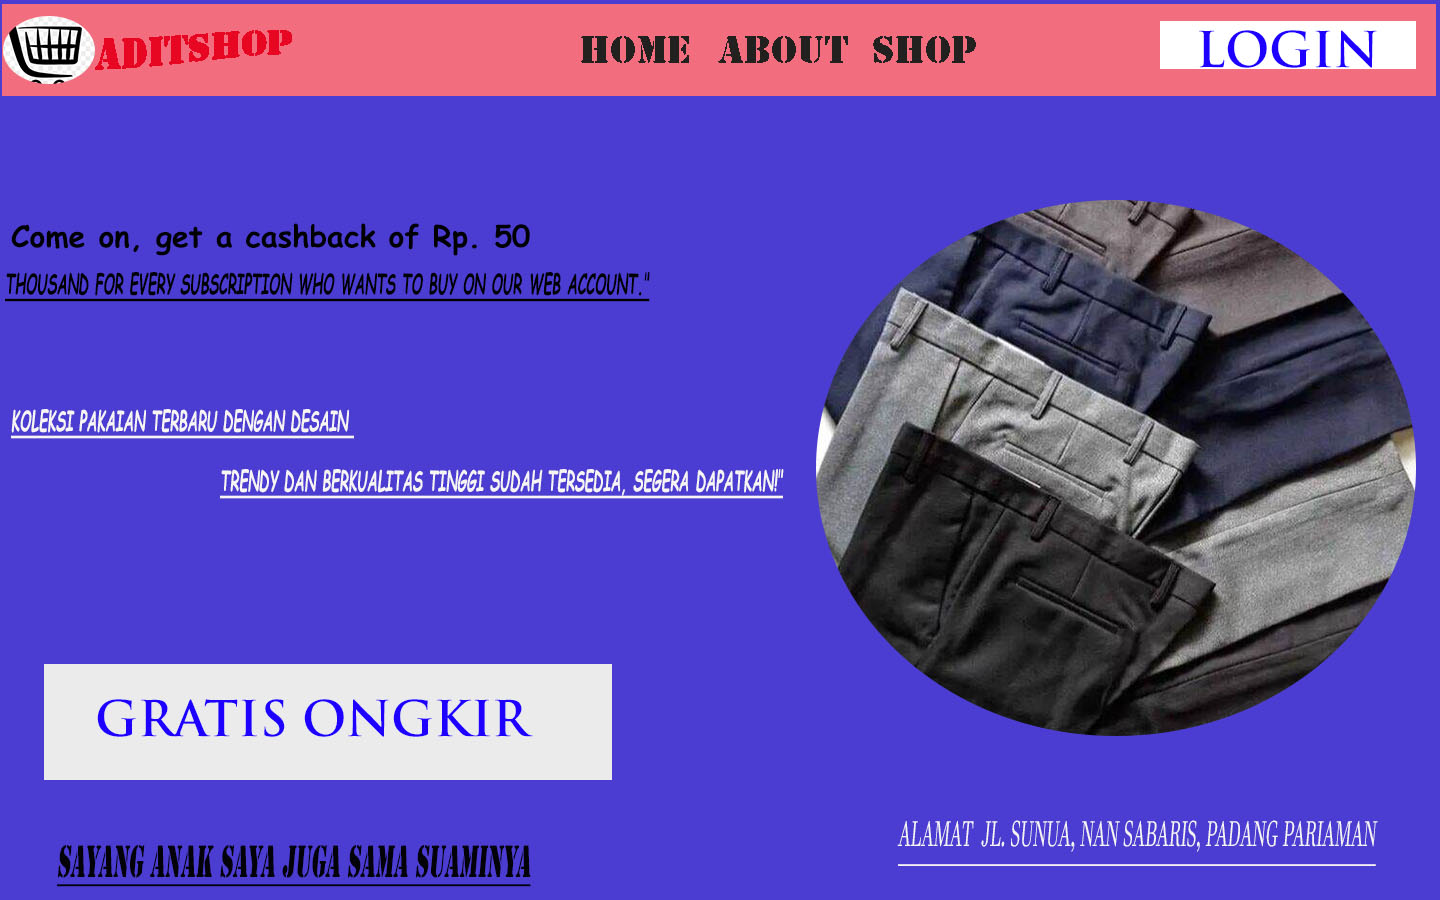 ADITSHOP
HOME ABOUT SHOP
LOGIN
Come on, get a cashback of Rp. 50
THOUSAND FOR EVERY SUBSCRIPTION WHO WANTS TO BUY ON OUR WEB ACCOUNT."
KOLEKSI PAKAIAN TERBARU DENGAN DESAIN
TRENDY DAN BERKUALITAS TINGGI SUDAH TERSEDIA, SEGERA DAPATKAN!"
GRATIS ONGKIR
ALAMAT JL. SUNUA, NAN SABARIS, PADANG PARIAMAN
SAYANG ANAK SAYA JUGA SAMA SUAMINYA